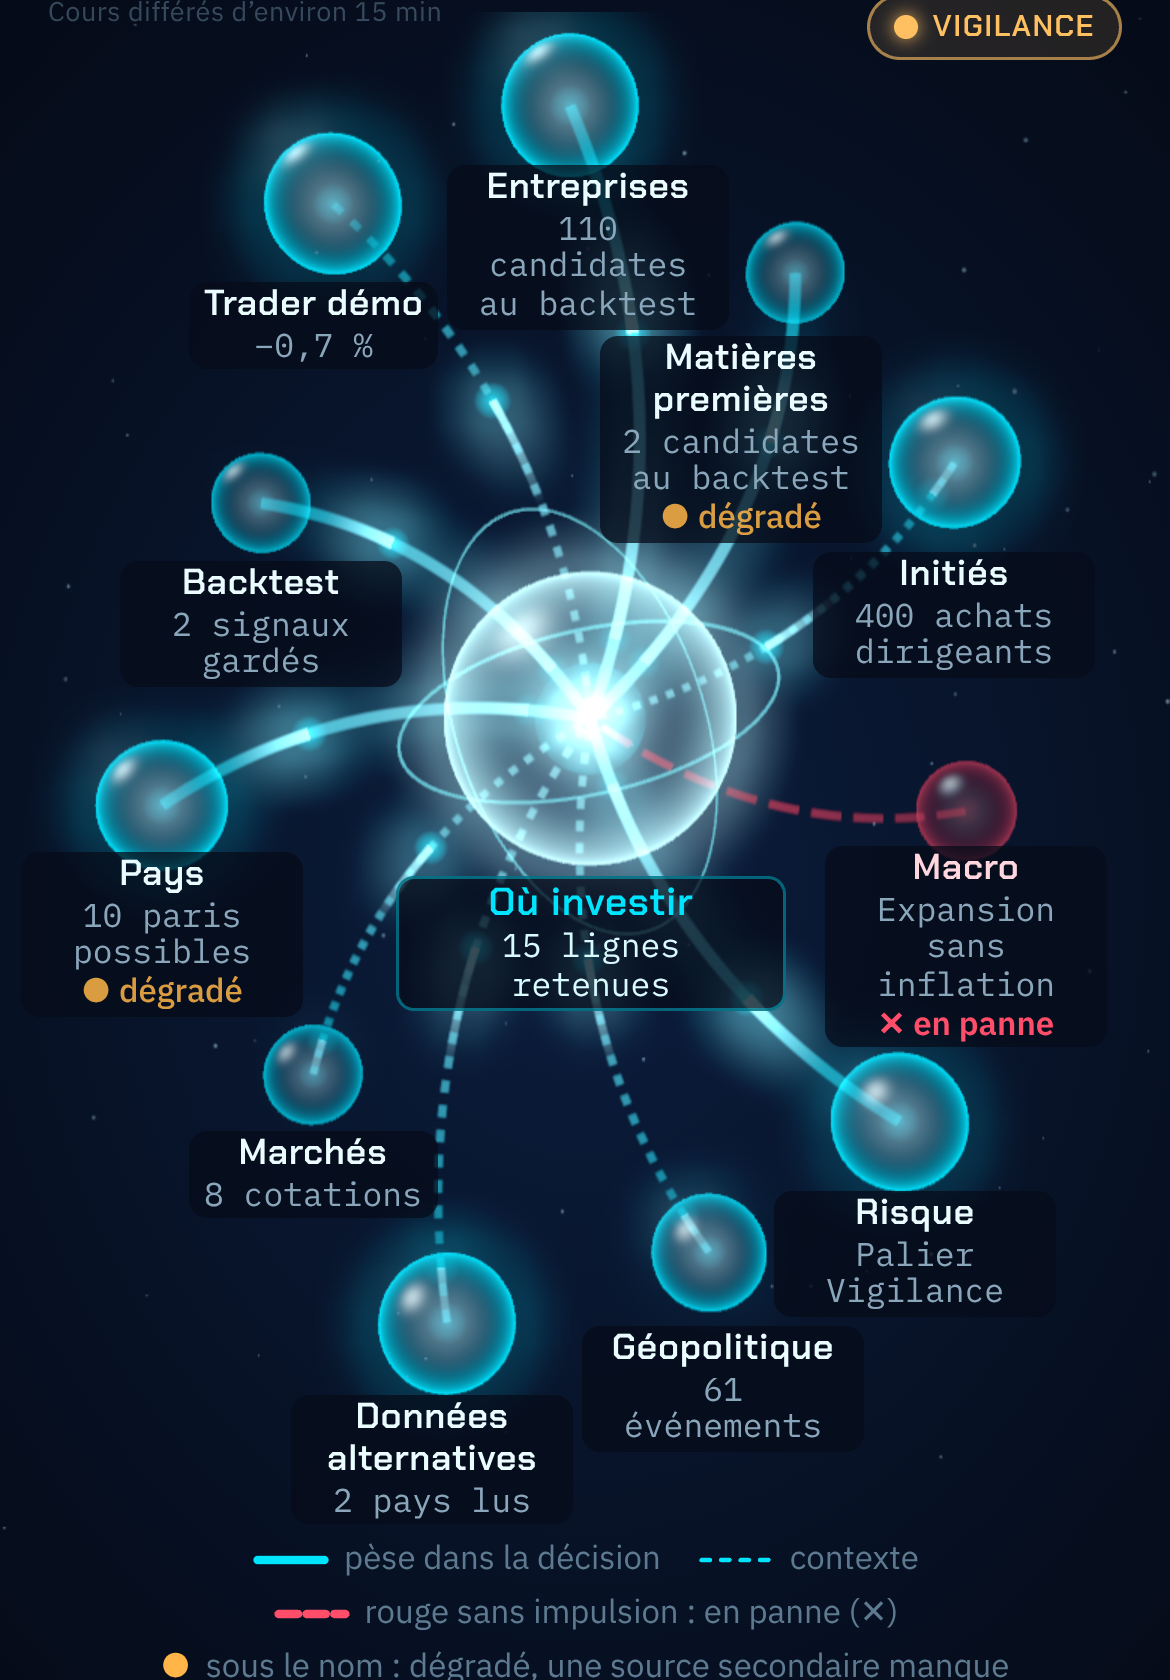 Cours différés d’environ 15 min
VIGILANCE
Entreprises
110
candidates
au backtest
Trader démo
−0,7 %
Matières
premières
2 candidates
au backtest
dégradé
Backtest
2 signaux
gardés
Initiés
400 achats
dirigeants
Pays
10 paris
possibles
dégradé
Où investir
15 lignes
retenues
Macro
Expansion
sans
inflation
✕ en panne
Marchés
8 cotations
Risque
Palier
Vigilance
Géopolitique
61
événements
Données
alternatives
2 pays lus
pèse dans la décision
contexte
rouge sans impulsion : en panne (✕)
sous le nom : dégradé, une source secondaire manque